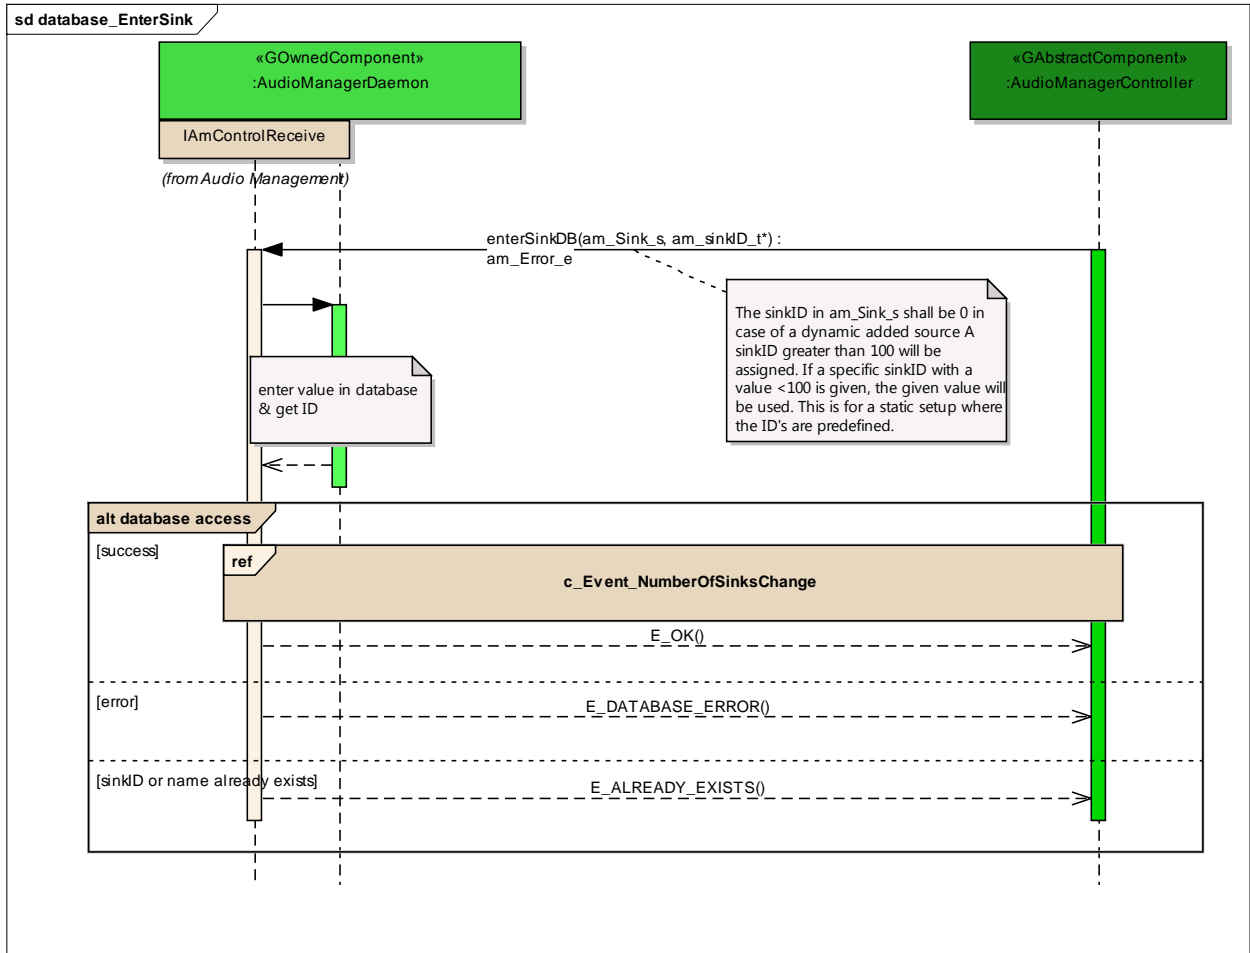 sd database_EnterSink
«GOwnedComponent»
:AudioManagerDaemon
«GAbstractComponent»
:AudioManagerController
IAmControlReceive
(from Audio Management)
enterSinkDB(am_Sink_s, am_sinkID_t*) :
am_Error_e
The sinkID in am_Sink_s shall be 0 in
case of a dynamic added source A
sinkID greater than 100 will be
assigned. If a specific sinkID with a
value <100 is given, the given value will
be used. This is for a static setup where
the ID's are predefined.
enter value in database
& get ID
alt database access
[success]
ref
c_Event_NumberOfSinksChange
E_OK()
[error]
E_DATABASE_ERROR()
[sinkID or name already exists]
E_ALREADY_EXISTS()